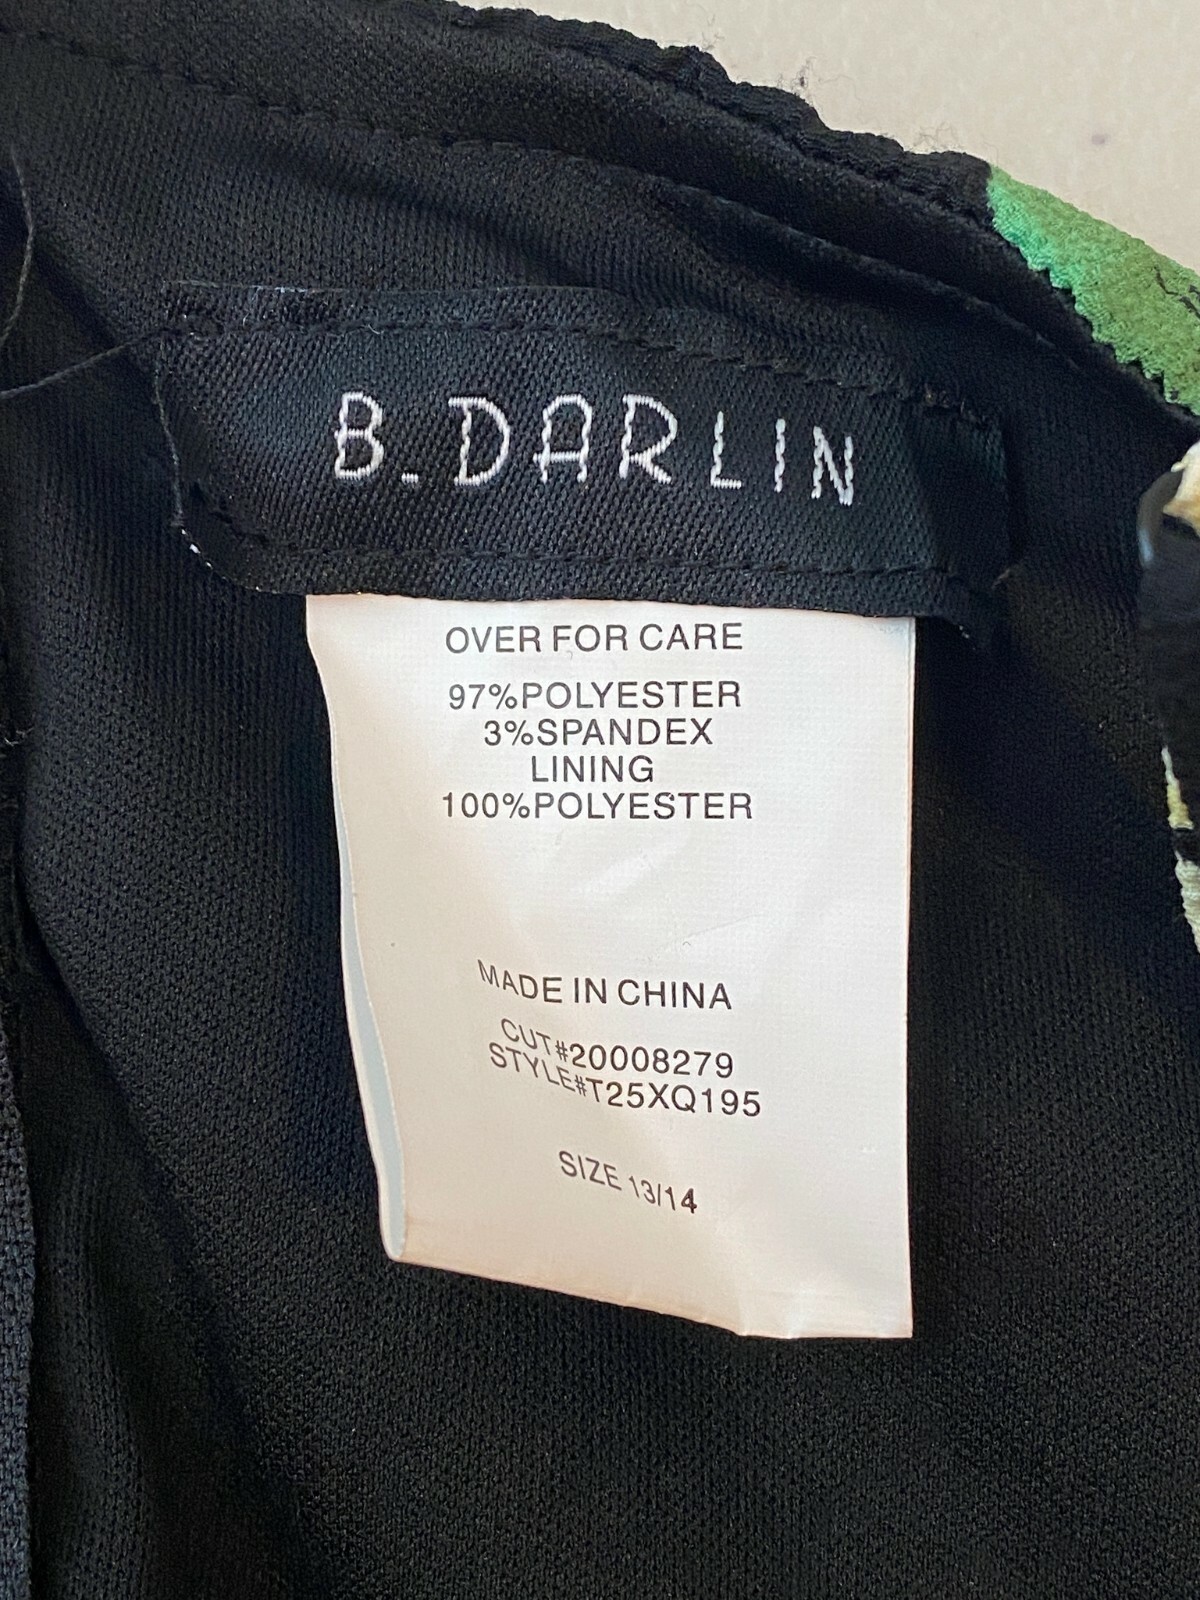 B. DARLIN
OVER FOR CARE
97%POLYESTER
3%SPANDEX
LINING
100%POLYESTER
MADE IN CHINA
CUT#20008279
STYLE#T25XQ195
SIZE 13/14